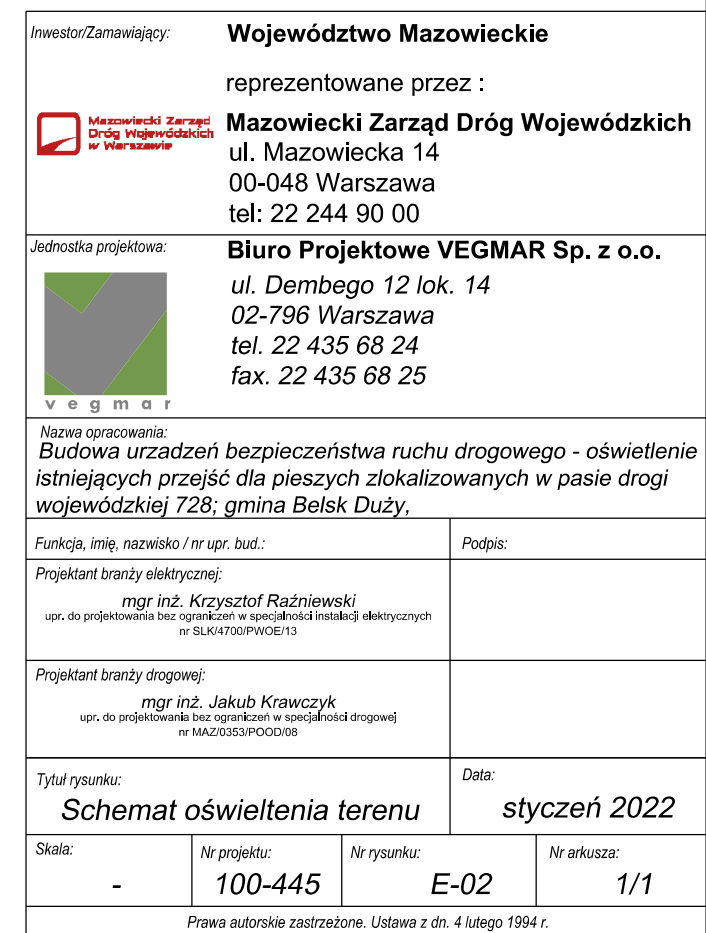 Inwestor/Zamawiający:
Województwo Mazowieckie
reprezentowane przez :
Mazowiecki Zarząd
Dróg Wojewódzkich
w Warszawie
Mazowiecki Zarząd Dróg Wojewódzkich
ul. Mazowiecka 14
00-048 Warszawa
tel: 22 244 90 00
Jednostka projektowa:
Biuro Projektowe VEGMAR Sp. z o.o.
ul. Dembego 12 lok. 14
02-796 Warszawa
tel. 22 435 68 24
fax. 22 435 68 25
vegmar
Nazwa opracowania:
Budowa urzadzeń bezpieczeństwa ruchu drogowego - oświetlenie
istniejących przejść dla pieszych zlokalizowanych w pasie drogi
wojewódzkiej 728; gmina Belsk Duży,
Funkcja, imię, nazwisko / nr upr. bud.:
Podpis:
Projektant branży elektrycznej:
mgr inż. Krzysztof Raźniewski
upr. do projektowania bez ograniczeń w specjalności instalacji elektrycznych
nr SLK/4700/PWOE/13
Projektant branży drogowej:
mgr inż. Jakub Krawczyk
upr. do projektowania bez ograniczeń w specjalności drogowej
nr MAZ/0353/POOD/08
Tytuł rysunku:
Schemat oświeltenia terenu
Data:
styczeń 2022
Skala:
-
Nr projektu:
100-445
Nr rysunku:
E-02
Nr arkusza:
1/1
Prawa autorskie zastrzeżone. Ustawa z dn. 4 lutego 1994 r.